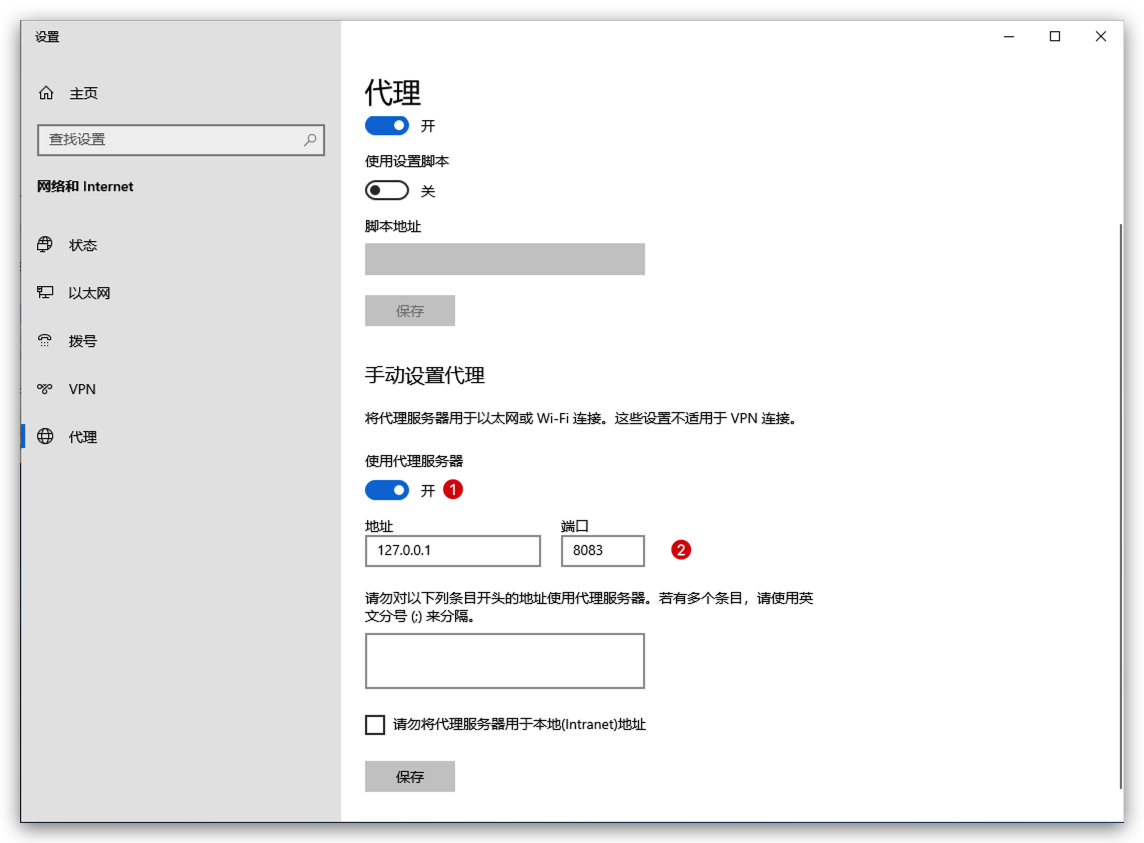 设置
主页
查找设置
网络和 Internet
状态
以太网
拨号
VPN
代理
代理
开
使用设置脚本
关
脚本地址
保存
手动设置代理
将代理服务器用于以太网或 Wi-Fi 连接。这些设置不适用于 VPN 连接。
使用代理服务器
开 1
地址 端口
127.0.0.1 8083 2
请勿对以下列条目开头的地址使用代理服务器。若有多个条目，请使用英
文分号 (;) 来分隔。
请勿将代理服务器用于本地(Intranet)地址
保存